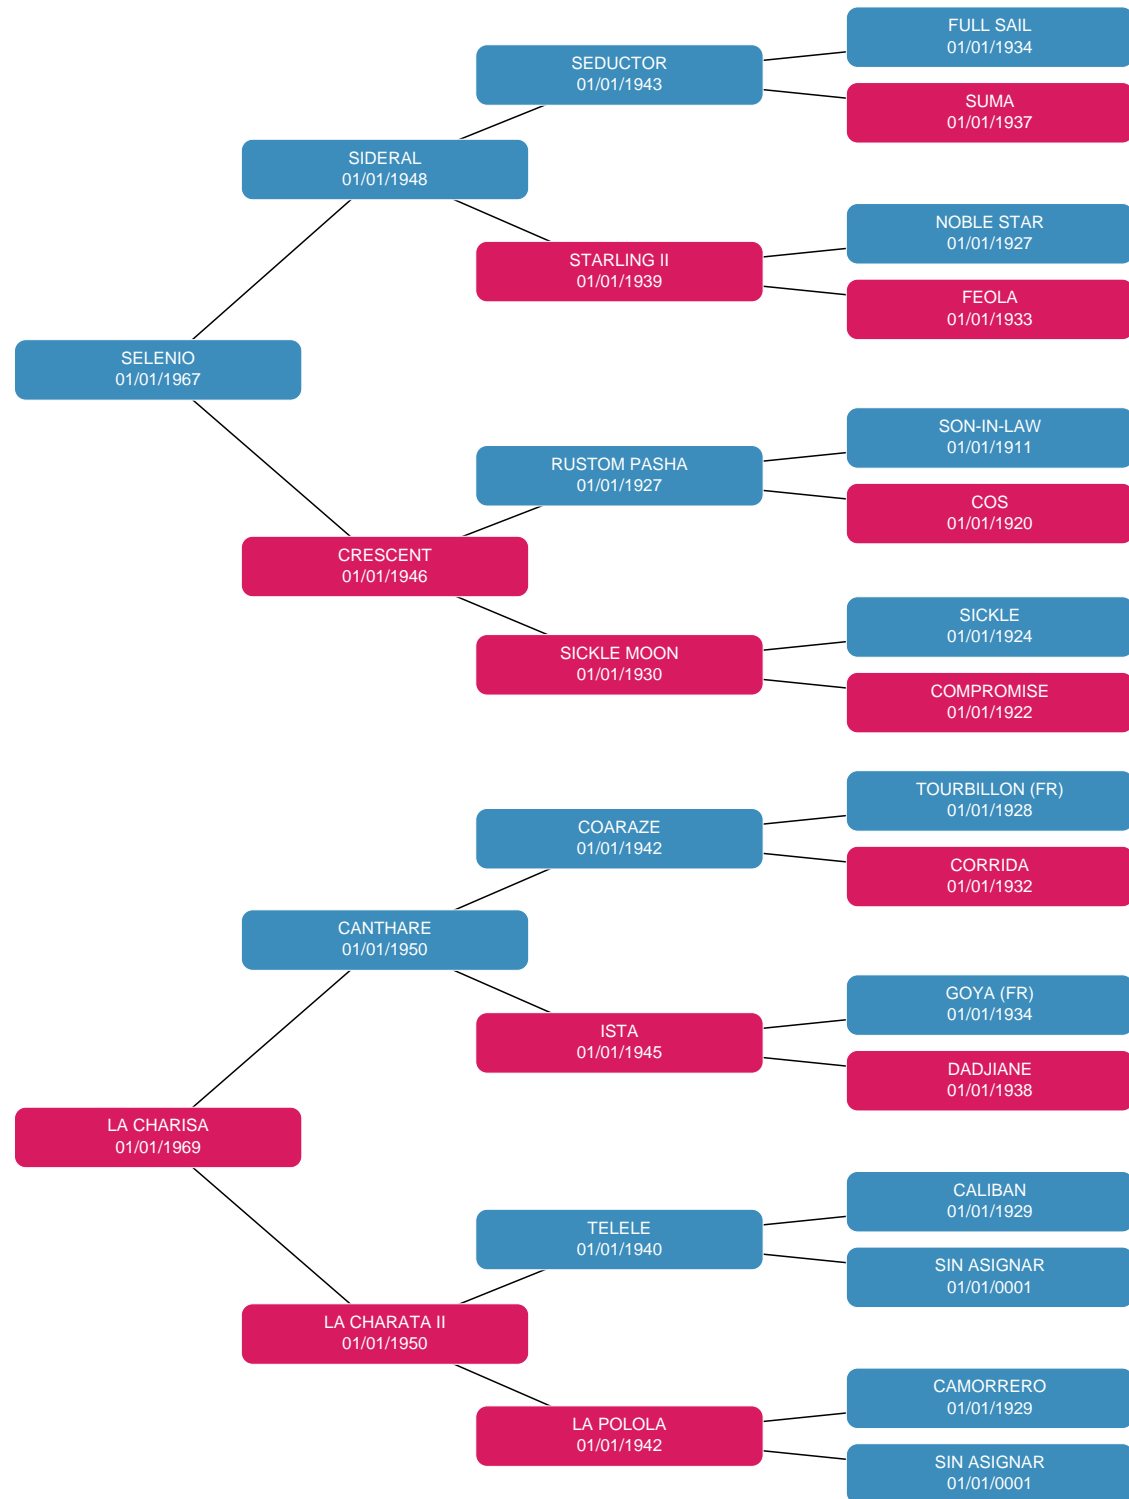 FULL SAIL
01/01/1934
SEDUCTOR
01/01/1943
SUMA
01/01/1937
SIDERAL
01/01/1948
NOBLE STAR
01/01/1927
STARLING II
01/01/1939
FEOLA
01/01/1933
SELENIO
01/01/1967
SON-IN-LAW
01/01/1911
RUSTOM PASHA
01/01/1927
COS
01/01/1920
CRESCENT
01/01/1946
SICKLE
01/01/1924
SICKLE MOON
01/01/1930
COMPROMISE
01/01/1922
TOURBILLON (FR)
01/01/1928
COARAZE
01/01/1942
CORRIDA
01/01/1932
CANTHARE
01/01/1950
GOYA (FR)
01/01/1934
ISTA
01/01/1945
DADJIANE
01/01/1938
LA CHARISA
01/01/1969
CALIBAN
01/01/1929
TELELE
01/01/1940
SIN ASIGNAR
01/01/0001
LA CHARATA II
01/01/1950
CAMORRERO
01/01/1929
LA POLOLA
01/01/1942
SIN ASIGNAR
01/01/0001